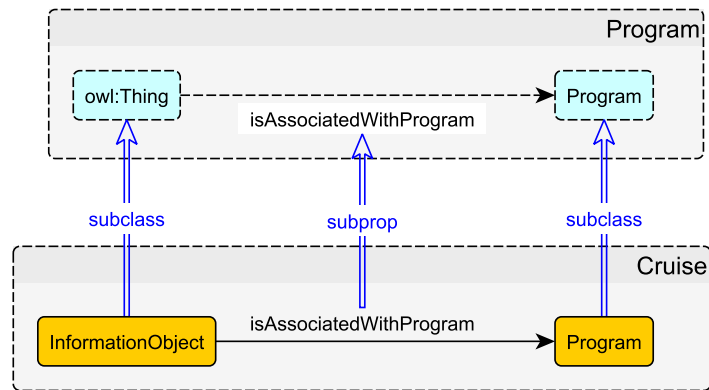 Program
owl:Thing
Program
isAssociatedWithProgram
subclass
subprop
subclass
Cruise
isAssociatedWithProgram
InformationObject
Program